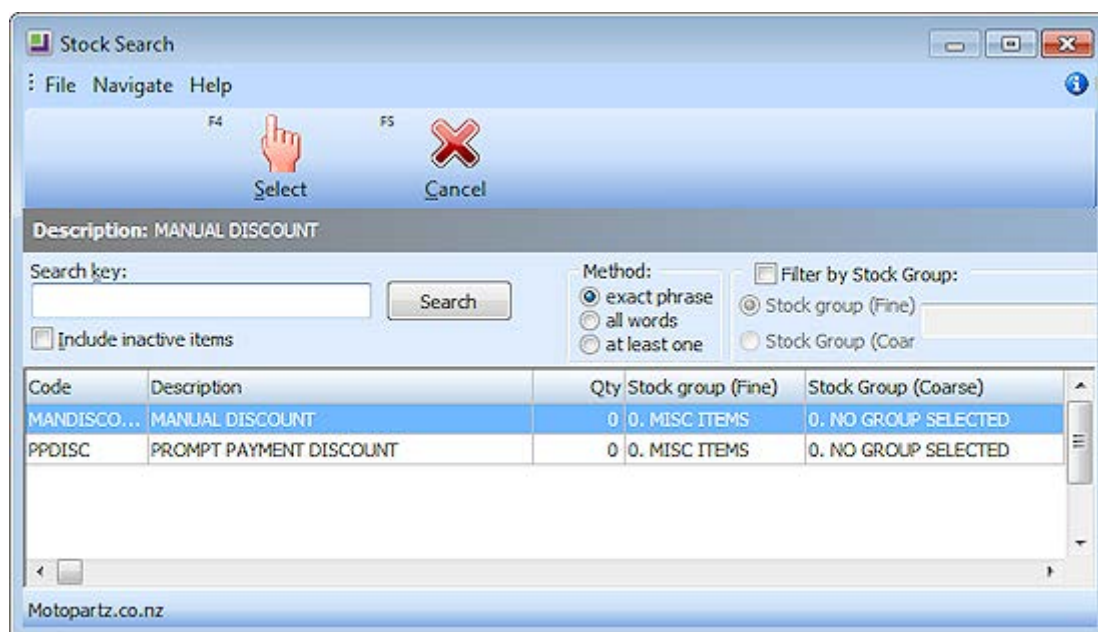 Stock Search
File Navigate Help
F4 F5
Select Cancel
Description: MANUAL DISCOUNT
Search key: Method: Filter by Stock Group:
Search exact phrase Stock group (Fine)
all words
Include inactive items at least one Stock Group (Coar
Code Description Qty Stock group (Fine) Stock Group (Coarse)
MANDISCO... MANUAL DISCOUNT 0 0. MISC ITEMS 0. NO GROUP SELECTED
PPDISC PROMPT PAYMENT DISCOUNT 0 0. MISC ITEMS 0. NO GROUP SELECTED
Motopartz.co.nz